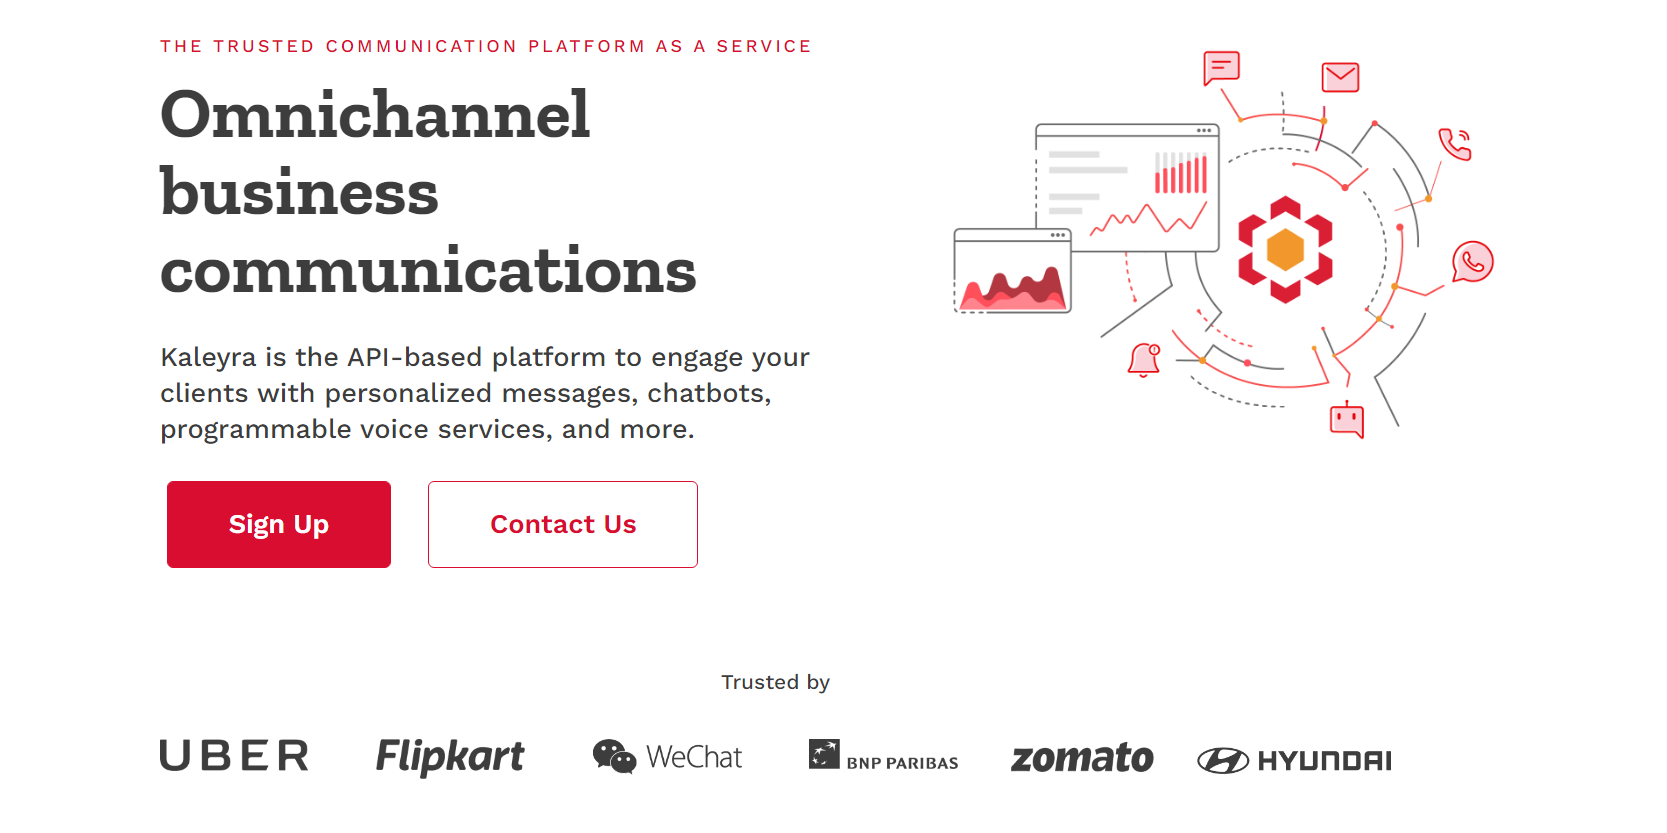 THE TRUSTED COMMUNICATION PLATFORM AS A SERVICE
Omnichannel
business
communications
Kaleyra is the API-based platform to engage your
clients with personalized messages, chatbots,
programmable voice services, and more.
Sign Up
Contact Us
Trusted by
UBER
Flipkart
WeChat
BNP PARIBAS
zomato
HYUNDAI